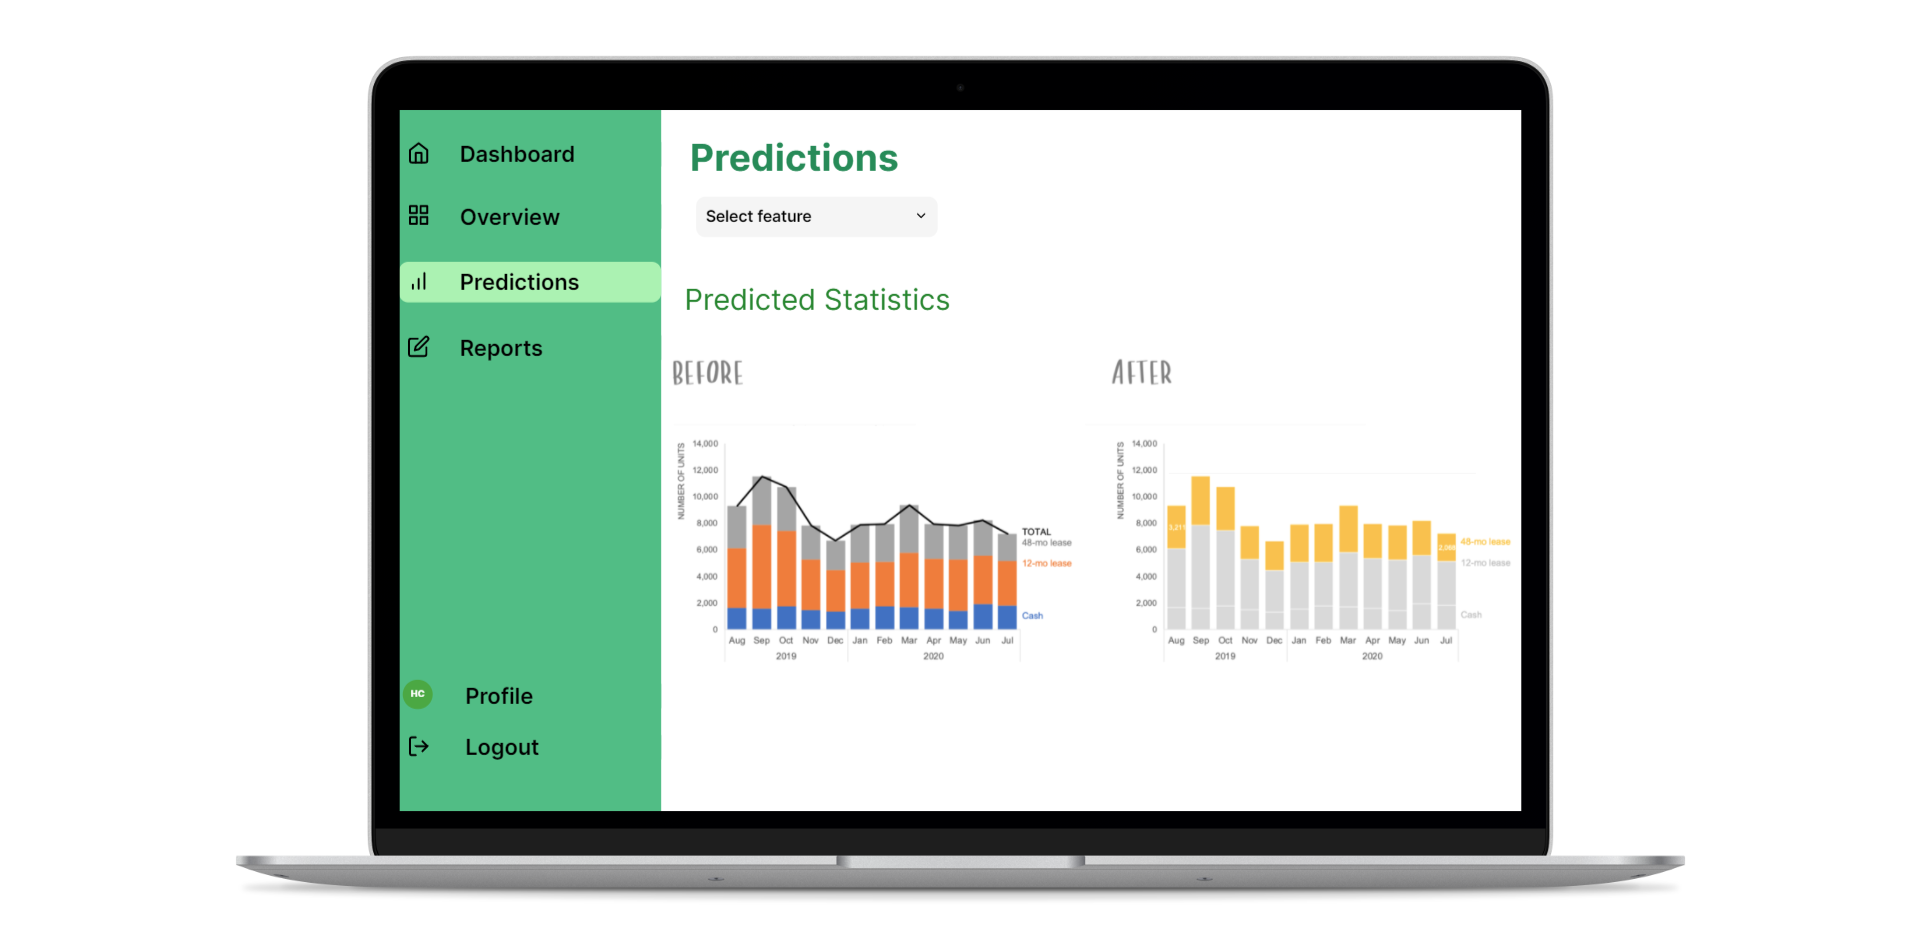 Dashboard
Overview
Predictions
Reports
HC Profile
Logout
Predictions
Select feature
Predicted Statistics
BEFORE
NUMBER OF UNITS
14,000
12,000
10,000
8,000
6,000
4,000
2,000
0
Aug Sep Oct Nov Dec Jan Feb Mar Apr May Jun Jul
2019 2020
TOTAL
48-mo lease
12-mo lease
Cash
AFTER
NUMBER OF UNITS
14,000
12,000
10,000
8,000
6,000
4,000
2,000
0
Aug Sep Oct Nov Dec Jan Feb Mar Apr May Jun Jul
2019 2020
48-mo lease
12-mo lease
Cash